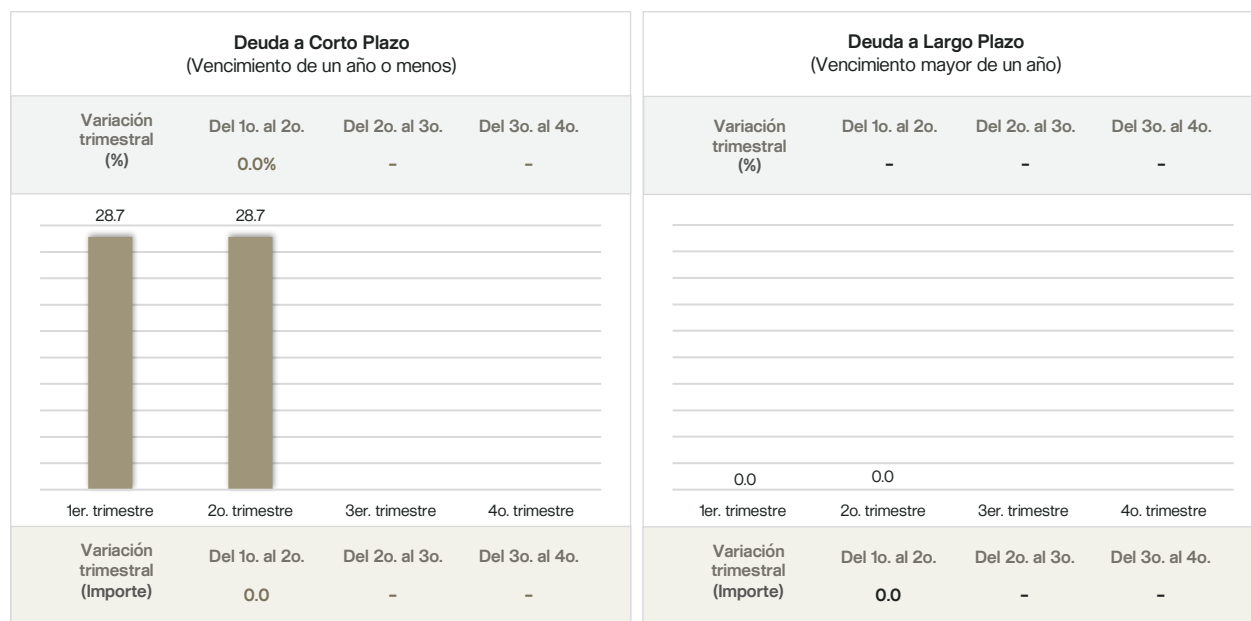 Deuda a Corto Plazo
(Vencimiento de un año o menos)
Variación
trimestral
(%)
Del 1o. al 2o.
Del 2o. al 3o.
Del 3o. al 4o.
0.0%
–
–
28.7
28.7
1er. trimestre
2o. trimestre
3er. trimestre
4o. trimestre
Variación
trimestral
(Importe)
Del 1o. al 2o.
Del 2o. al 3o.
Del 3o. al 4o.
0.0
–
–
Deuda a Largo Plazo
(Vencimiento mayor de un año)
Variación
trimestral
(%)
Del 1o. al 2o.
Del 2o. al 3o.
Del 3o. al 4o.
–
–
–
0.0
0.0
1er. trimestre
2o. trimestre
3er. trimestre
4o. trimestre
Variación
trimestral
(Importe)
Del 1o. al 2o.
Del 2o. al 3o.
Del 3o. al 4o.
0.0
–
–